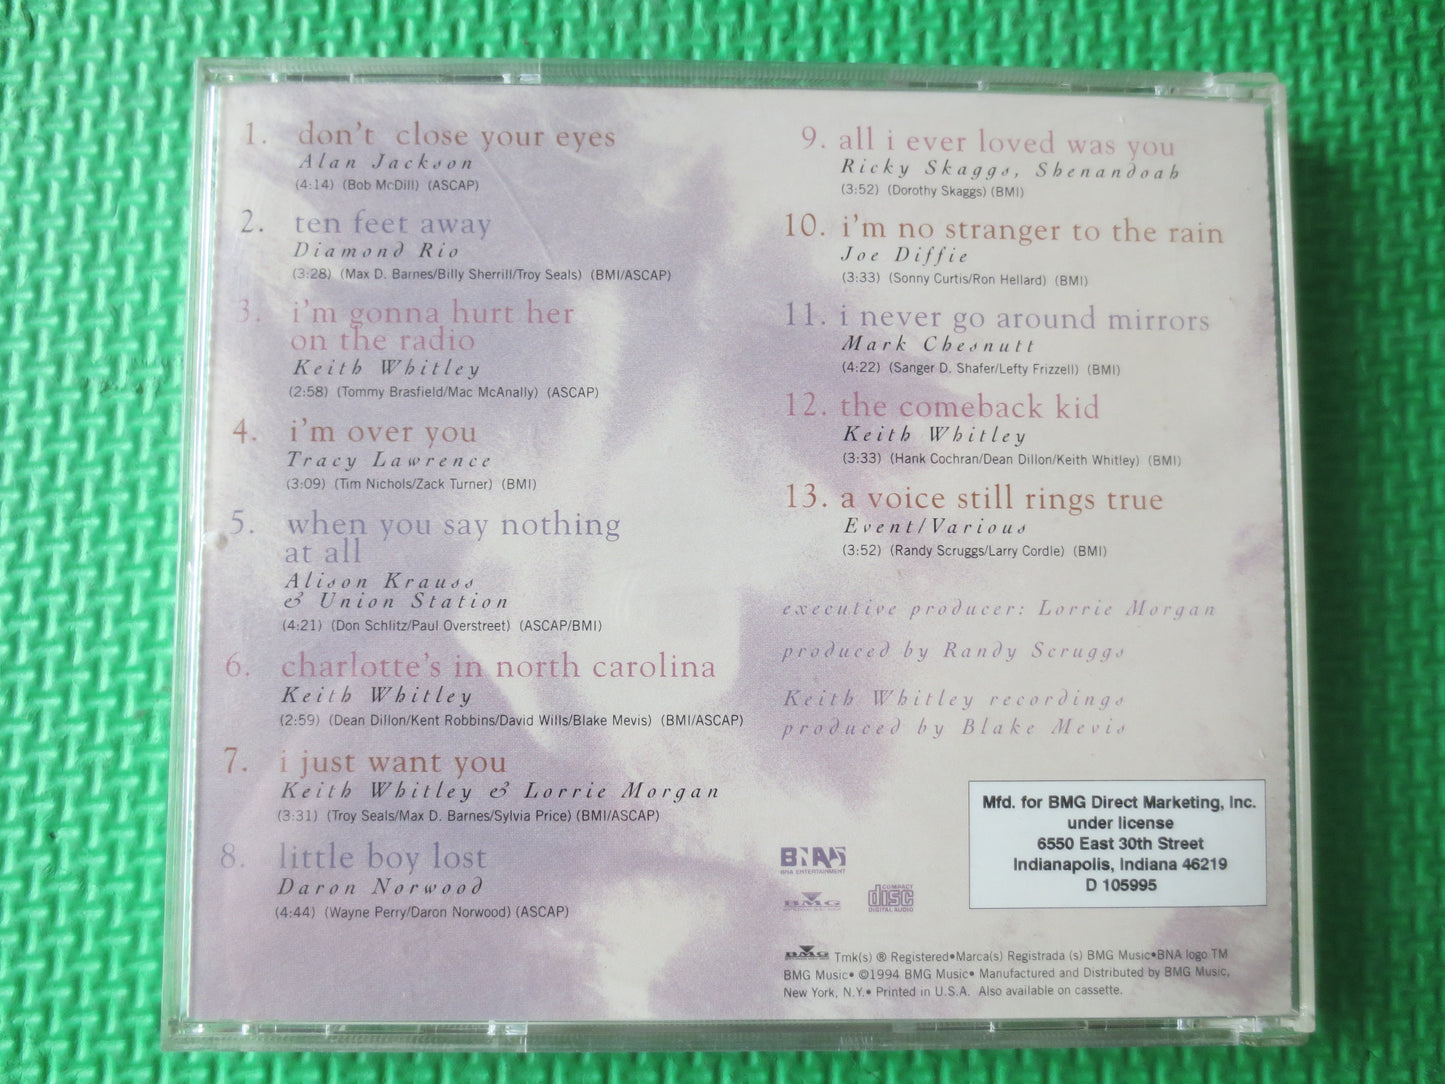 1. don't close your eyes
Alan Jackson
(4:14) (Bob McDill) (ASCAP)
2. ten feet away
Diamond Rio
(3:28) (Max D. Barnes/Billy Sherrill/Troy Seals) (BMI/ASCAP)
3. i'm gonna hurt her
on the radio
Keith Whitley
(2:58) (Tommy Brasfield/Mac McAnally) (ASCAP)
4. i'm over you
Tracy Lawrence
(3:09) (Tim Nichols/Zack Turner) (BMI)
5. when you say nothing
at all
Alison Krauss
& Union Station
(4:21) (Don Schlitz/Paul Overstreet) (ASCAP/BMI)
6. charlotte's in north carolina
Keith Whitley
(2:59) (Dean Dillon/Kent Robbins/David Wills/Blake Mevis) (BMI/ASCAP)
7. i just want you
Keith Whitley & Lorrie Morgan
(3:31) (Troy Seals/Max D. Barnes/Sylvia Price) (BMI/ASCAP)
8. little boy lost
Daron Norwood
(4:44) (Wayne Perry/Daron Norwood) (ASCAP)
9. all i ever loved was you
Ricky Skaggs, Shenandoah
(3:52) (Dorothy Skaggs) (BMI)
10. i'm no stranger to the rain
Joe Diffie
(3:33) (Sonny Curtis/Ron Hellard) (BMI)
11. i never go around mirrors
Mark Chesnutt
(4:22) (Sanger D. Shafer/Lefty Frizzell) (BMI)
12. the comeback kid
Keith Whitley
(3:33) (Hank Cochran/Dean Dillon/Keith Whitley) (BMI)
13. a voice still rings true
Event/Various
(3:52) (Randy Scruggs/Larry Cordle) (BMI)
executive producer: Lorrie Morgan
produced by Randy Scruggs
Keith Whitley recordings
produced by Blake Mevis
Mfd. for BMG Direct Marketing, Inc.
under license
6550 East 30th Street
Indianapolis, Indiana 46219
D 105995
BNA
BNA ENTERTAINMENT
BMG
COMPACT
disc
DIGITAL AUDIO
BMG Tmk(s) ® Registered•Marca(s) Registrada (s) BMG Music•BNA logo TM
BMG Music• ©1994 BMG Music• Manufactured and Distributed by BMG Music,
New York, N.Y.• Printed in U.S.A. Also available on cassette.